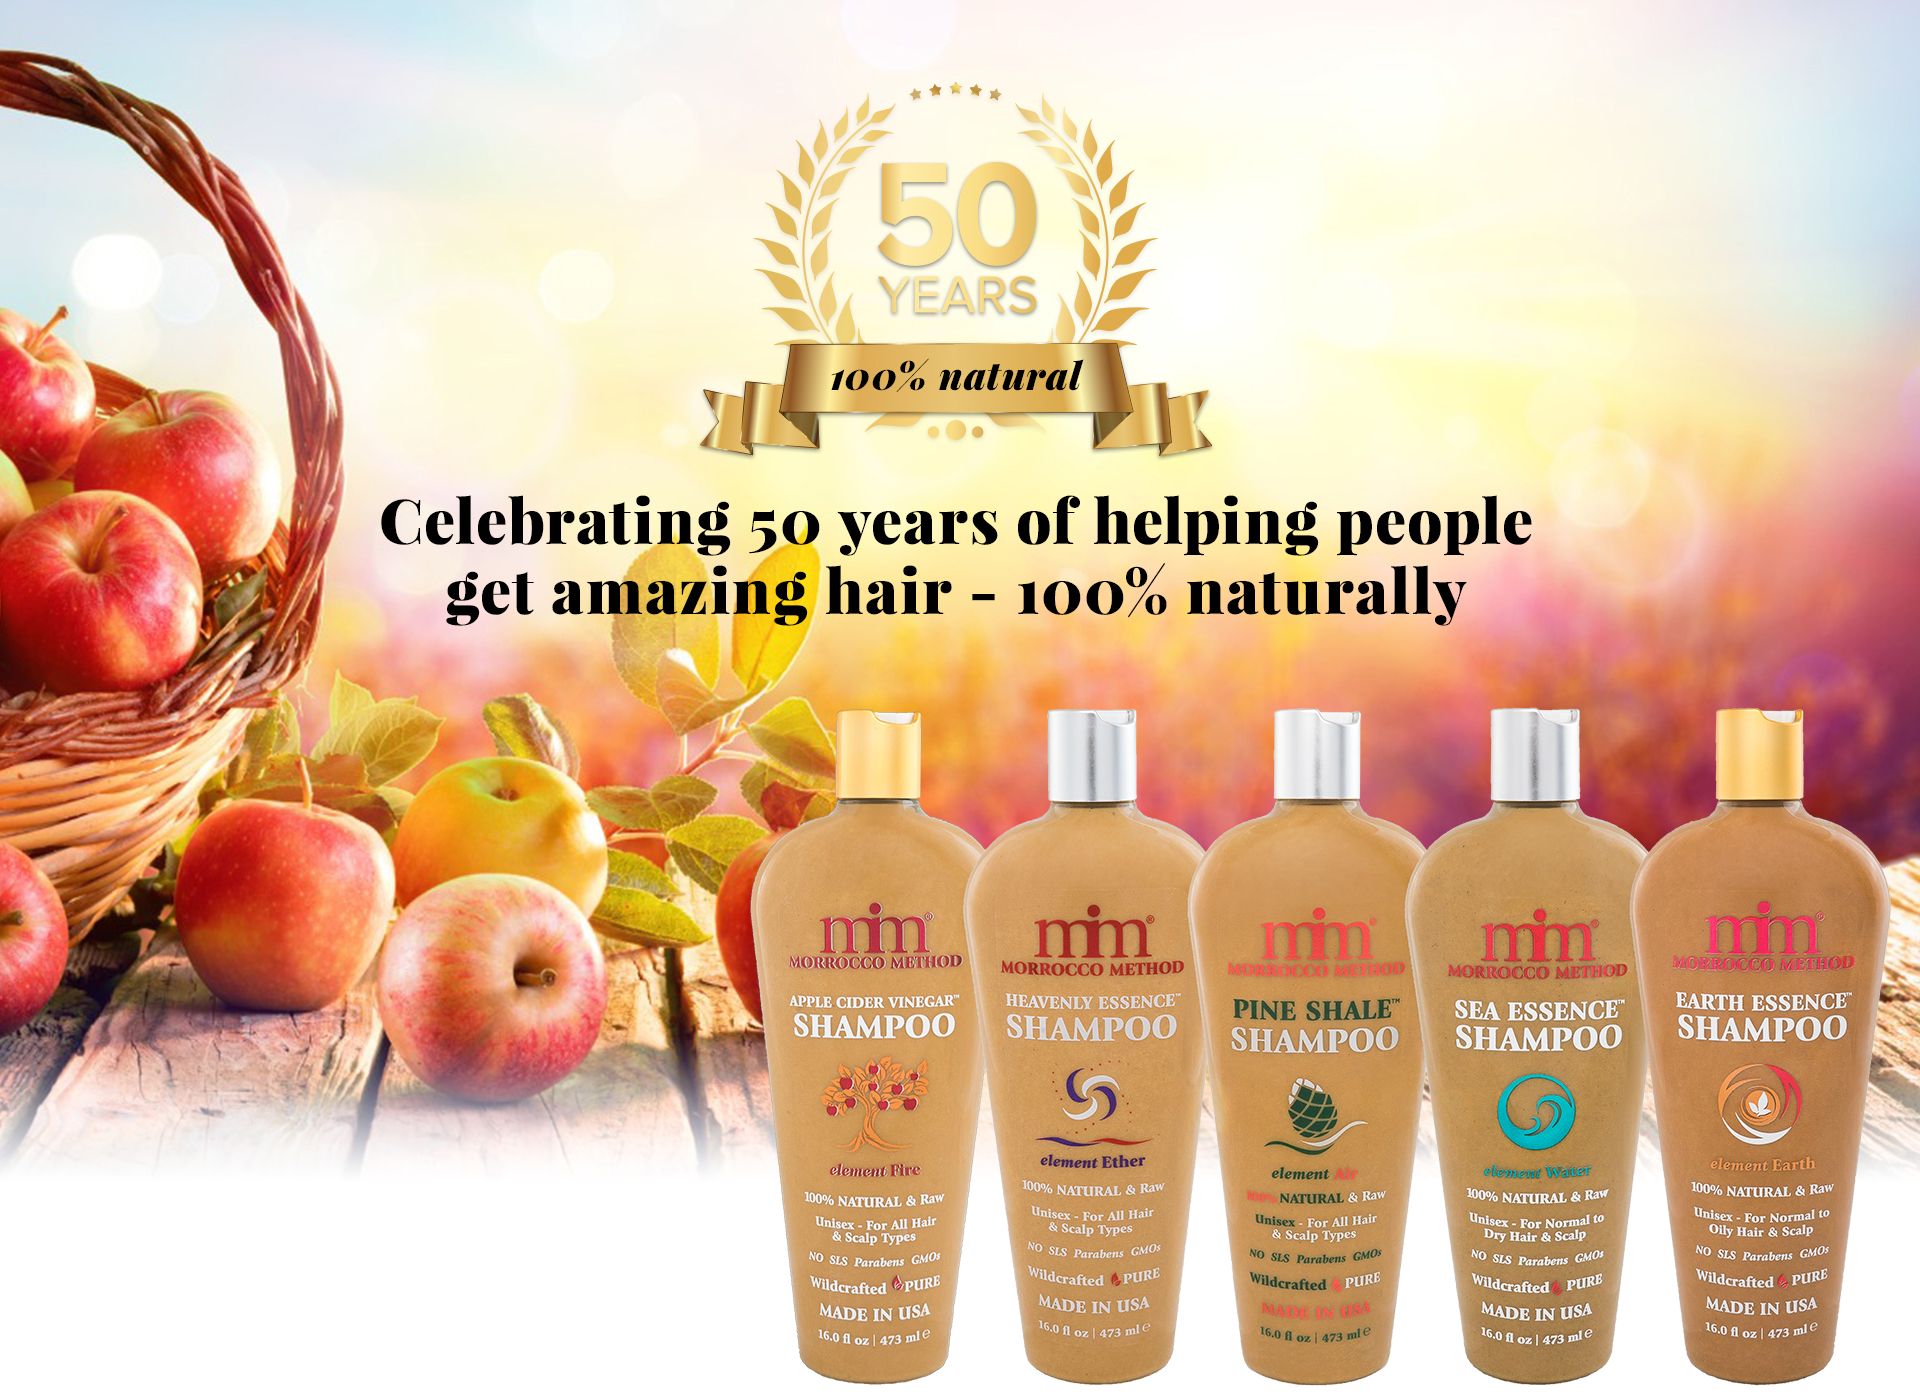 50
YEARS
100% natural
Celebrating 50 years of helping people
get amazing hair - 100% naturally
mm®
MORROCCO METHOD
APPLE CIDER VINEGAR™
SHAMPOO
element Fire
100% NATURAL & Raw
Unisex - For All Hair
& Scalp Types
NO SLS Parabens GMOs
Wildcrafted PURE
MADE IN USA
16.0 fl oz | 473 ml ℮
mm®
MORROCCO METHOD
HEAVENLY ESSENCE™
SHAMPOO
element Ether
100% NATURAL & Raw
Unisex - For All Hair
& Scalp Types
NO SLS Parabens GMOs
Wildcrafted PURE
MADE IN USA
16.0 fl oz | 473 ml ℮
mm®
MORROCCO METHOD
PINE SHALE™
SHAMPOO
element Air
100% NATURAL & Raw
Unisex - For All Hair
& Scalp Types
NO SLS Parabens GMOs
Wildcrafted PURE
MADE IN USA
16.0 fl oz | 473 ml ℮
mm®
MORROCCO METHOD
SEA ESSENCE™
SHAMPOO
element Water
100% NATURAL & Raw
Unisex - For Normal to
Dry Hair & Scalp
NO SLS Parabens GMOs
Wildcrafted PURE
MADE IN USA
16.0 fl oz | 473 ml ℮
mm®
MORROCCO METHOD
EARTH ESSENCE™
SHAMPOO
element Earth
100% NATURAL & Raw
Unisex - For Normal to
Oily Hair & Scalp
NO SLS Parabens GMOs
Wildcrafted PURE
MADE IN USA
16.0 fl oz | 473 ml ℮